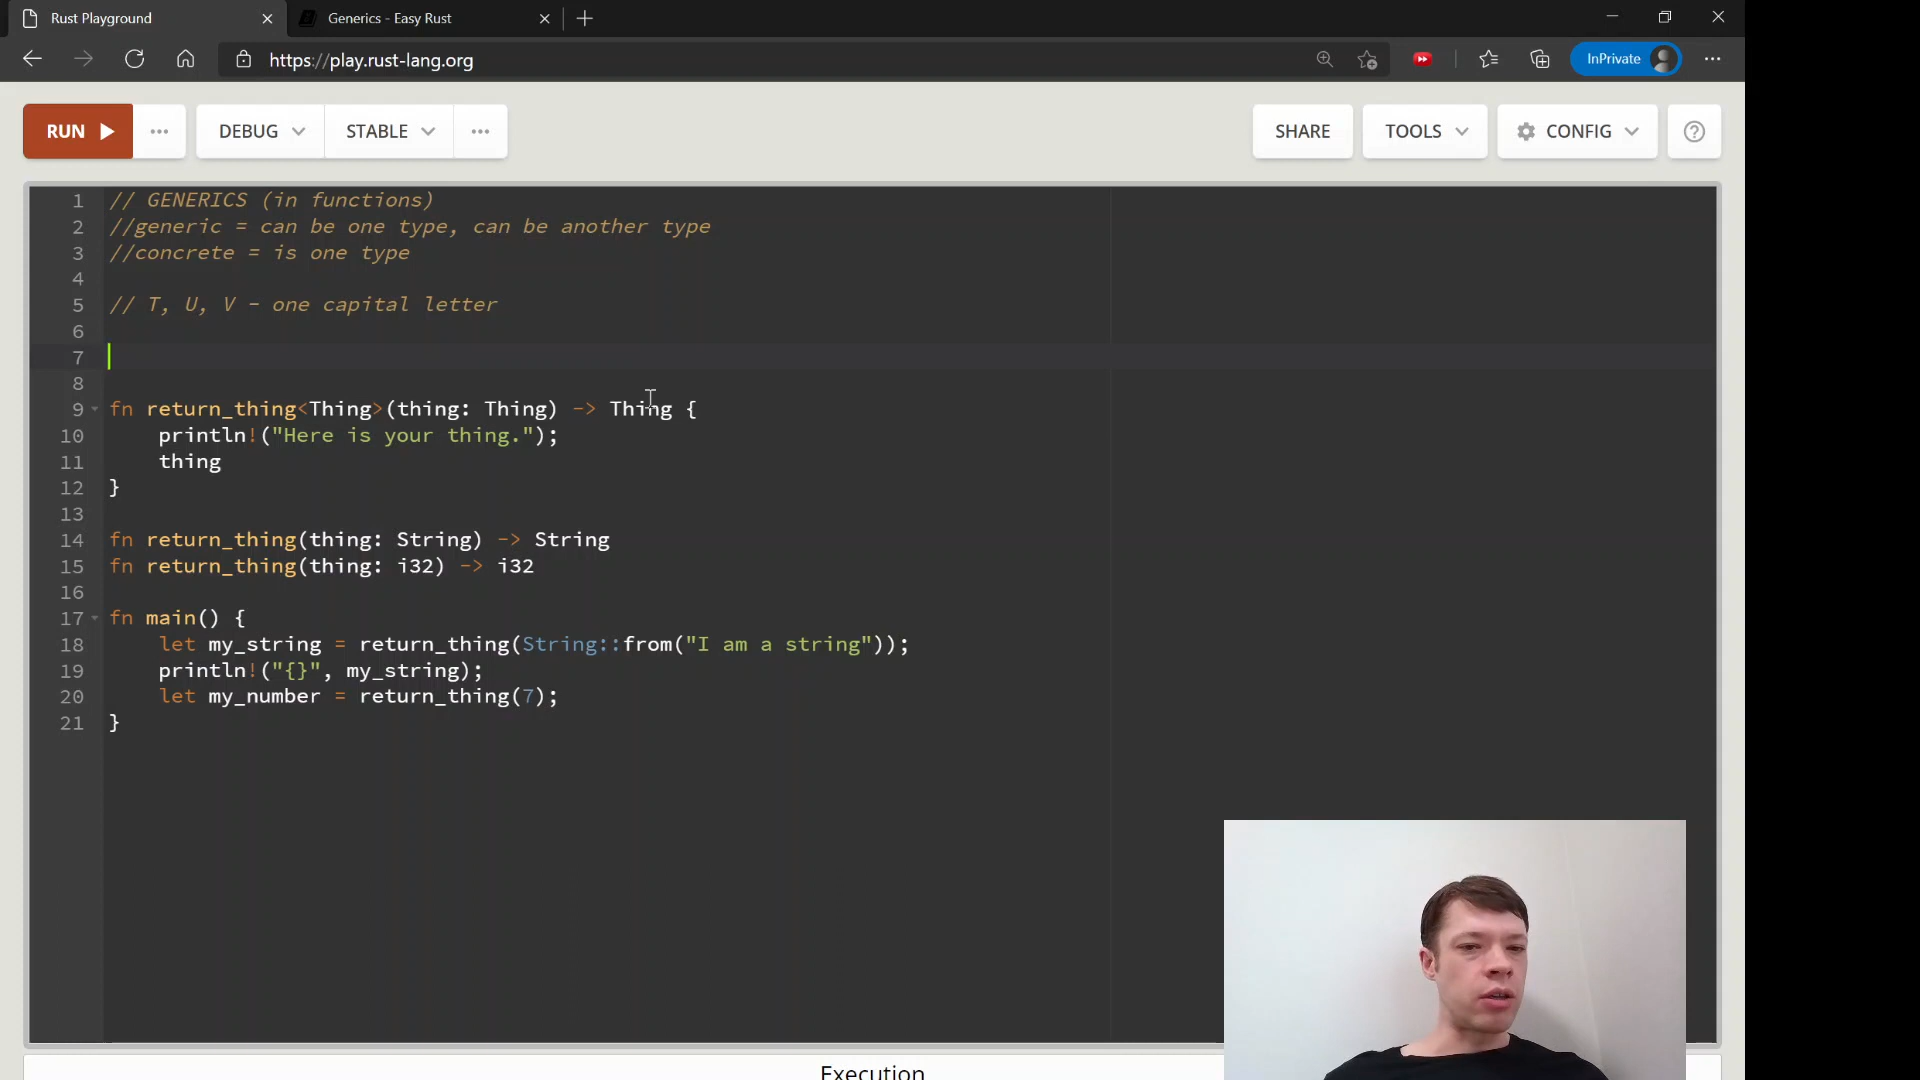 Rust Playground
Generics - Easy Rust
https://play.rust-lang.org
InPrivate
RUN
DEBUG
STABLE
SHARE
TOOLS
CONFIG
1 // GENERICS (in functions)
2 //generic = can be one type, can be another type
3 //concrete = is one type
4
5 // T, U, V - one capital letter
6
7
8
9 fn return_thing<Thing>(thing: Thing) -> Thing {
10 println!("Here is your thing.");
11 thing
12 }
13
14 fn return_thing(thing: String) -> String
15 fn return_thing(thing: i32) -> i32
16
17 fn main() {
18 let my_string = return_thing(String::from("I am a string"));
19 println!("{}", my_string);
20 let my_number = return_thing(7);
21 }
Execution